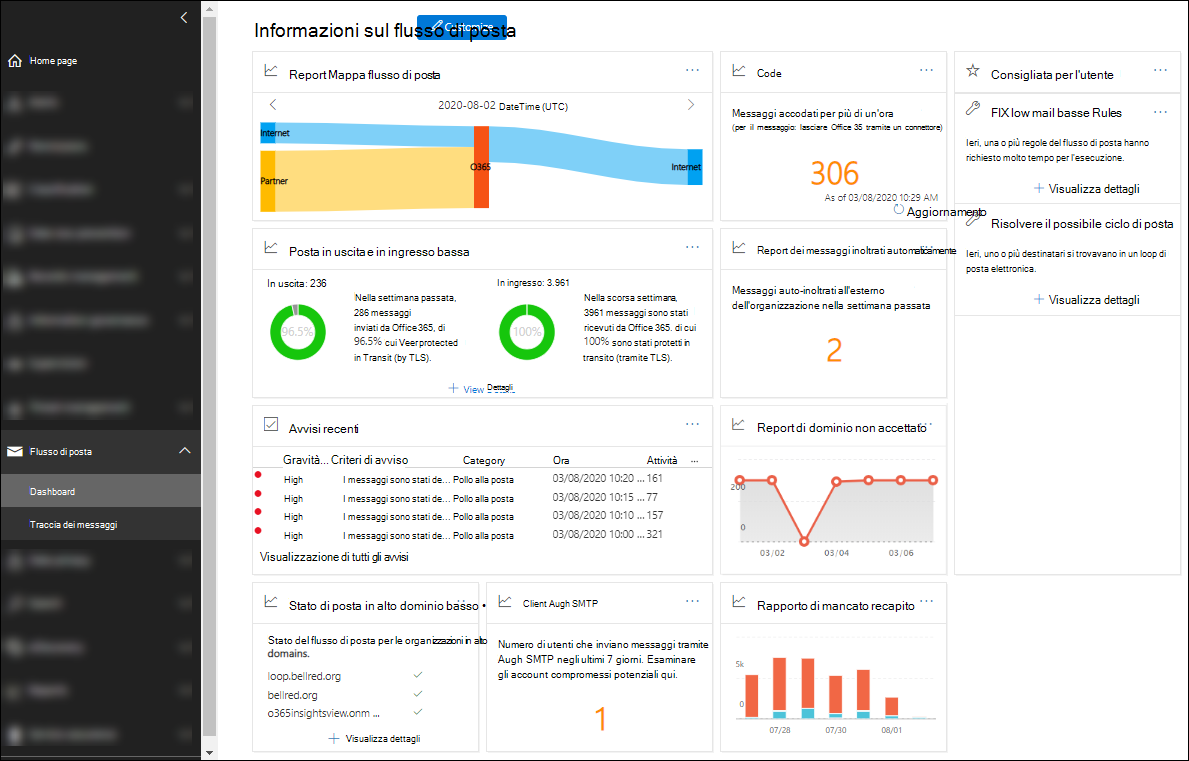 Informazioni sul flusso di posta
Customize
Home page
Flusso di posta
Dashboard
Traccia dei messaggi
Report Mappa flusso di posta
2020-08-02 DateTime (UTC)
Internet
Partner
O365
Internet
Code
Messaggi accodati per più di un'ora
(per il messaggio: lasciare Office 35 tramite un connettore)
306
As of 03/08/2020 10:29 AM
Aggiornamento
Consigliata per l'utente
FIX low mail basse Rules
Ieri, una o più regole del flusso di posta hanno
richiesto molto tempo per l'esecuzione.
Visualizza dettagli
Risolvere il possibile ciclo di posta
Ieri, uno o più destinatari si trovavano in un loop di
posta elettronica.
Visualizza dettagli
Posta in uscita e in ingresso bassa
In uscita: 236
96.5%
Nella settimana passata,
286 messaggi
inviati da Office 365, di
96.5% cui Veerprotected
in Transit (by TLS).
In ingresso: 3.961
100%
Nella scorsa settimana,
3961 messaggi sono stati
ricevuti da Office 365. di cui
100% sono stati protetti in
transito (tramite TLS).
View Dettagli
Report dei messaggi inoltrati automaticamente
Messaggi auto-inoltrati all'esterno
dell'organizzazione nella settimana passata
2
Avvisi recenti
Gravità... Criteri di avviso Category Ora Attività ...
High I messaggi sono stati de... Pollo alla posta 03/08/2020 10:20 ... 161
High I messaggi sono stati de... Pollo alla posta 03/08/2020 10:15 ... 77
High I messaggi sono stati de... Pollo alla posta 03/08/2020 10:10 ... 157
High I messaggi sono stati de... Pollo alla posta 03/08/2020 10:00 ... 321
Visualizzazione di tutti gli avvisi
Report di dominio non accettato
200
0
03/02 03/04 03/06
Stato di posta in alto dominio basso •
Stato del flusso di posta per le organizzazioni in alto
domains.
loop.bellred.org
bellred.org
o365insightsview.onm ...
Visualizza dettagli
Client Augh SMTP
Numero di utenti che inviano messaggi tramite
Augh SMTP negli ultimi 7 giorni. Esaminare
gli account compromessi potenziali qui.
1
Rapporto di mancato recapito
5k
0
07/28 07/30 08/01